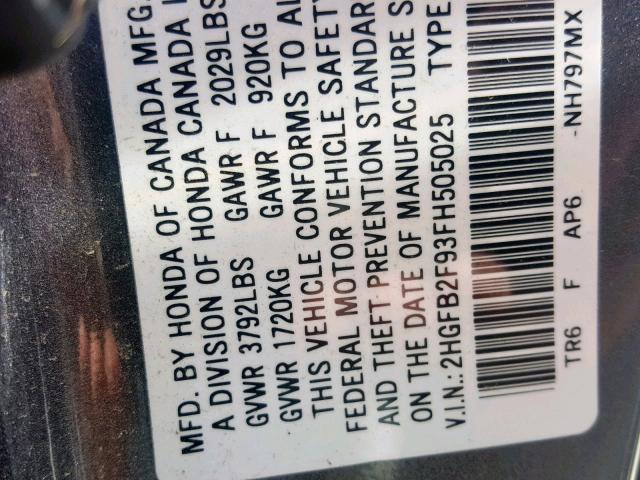 MFD. BY HONDA OF CANADA MFG.
A DIVISION OF HONDA CANADA
GVWR 3792LBS GAWR F 2029LBS
GVWR 1720KG GAWR F 920KG
THIS VEHICLE CONFORMS TO
FEDERAL MOTOR VEHICLE SAFETY
AND THEFT PREVENTION STANDAR
ON THE DATE OF MANUFACTURE S
V.I.N.: 2HGFB2F93FH505025 TYPE
TR6 F AP6 -NH797MX